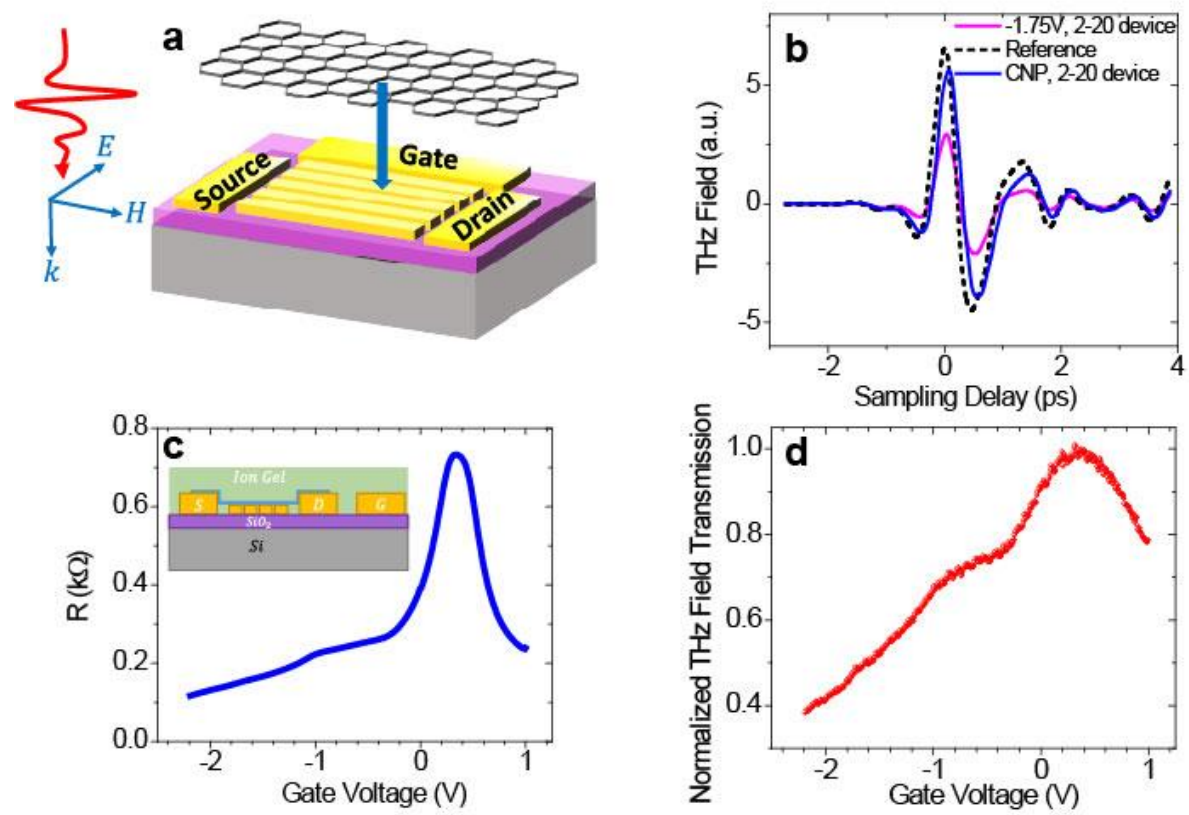 a
E
H
k
Source
Gate
Drain
b
-1.75V, 2-20 device
Reference
CNP, 2-20 device
THz Field (a.u.)
5
0
-5
-2
0
2
4
Sampling Delay (ps)
c
Ion Gel
S
D
G
SiO₂
Si
R (kΩ)
0.8
0.6
0.4
0.2
0.0
-2
-1
0
1
Gate Voltage (V)
d
Normalized THz Field Transmission
1.0
0.8
0.6
0.4
-2
-1
0
1
Gate Voltage (V)